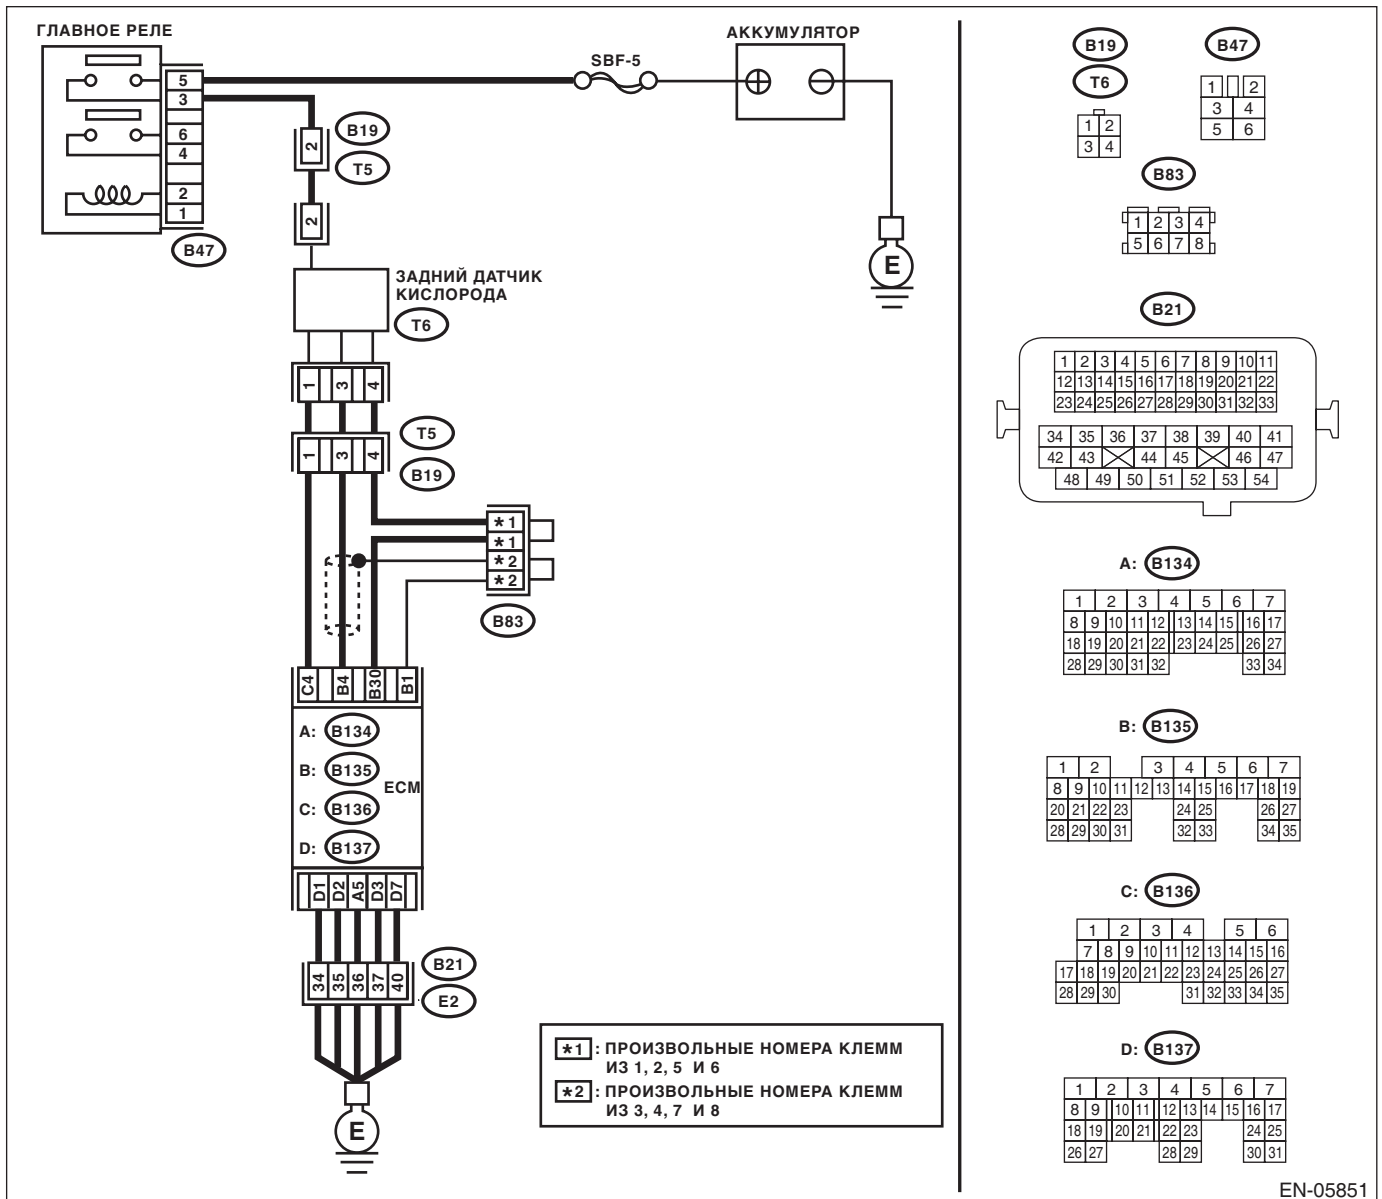 ГЛАВНОЕ РЕЛЕ
5
3
6
4
2
1
B47
SBF-5
АККУМУЛЯТОР
E
2
B19
T5
2
ЗАДНИЙ ДАТЧИК
КИСЛОРОДА
T6
1 3 4
T5
1 3 4
B19
*1
*1
*2
*2
B83
C4 B4 B30 B1
A: B134
B: B135
ECM
C: B136
D: B137
D1 D2 A5 D3 D7
B21
34 35 36 37 40
E2
E
*1 : ПРОИЗВОЛЬНЫЕ НОМЕРА КЛЕММ
ИЗ 1, 2, 5 И 6
*2 : ПРОИЗВОЛЬНЫЕ НОМЕРА КЛЕММ
ИЗ 3, 4, 7 И 8
B19
T6
1 2
3 4
B47
1 2
3 4
5 6
B83
1 2 3 4
5 6 7 8
B21
1 2 3 4 5 6 7 8 9 10 11
12 13 14 15 16 17 18 19 20 21 22
23 24 25 26 27 28 29 30 31 32 33
34 35 36 37 38 39 40 41
42 43 44 45 46 47
48 49 50 51 52 53 54
A: B134
1 2 3 4 5 6 7
8 9 10 11 12 13 14 15 16 17
18 19 20 21 22 23 24 25 26 27
28 29 30 31 32 33 34
B: B135
1 2 3 4 5 6 7
8 9 10 11 12 13 14 15 16 17 18 19
20 21 22 23 24 25 26 27
28 29 30 31 32 33 34 35
C: B136
1 2 3 4 5 6
7 8 9 10 11 12 13 14 15 16
17 18 19 20 21 22 23 24 25 26 27
28 29 30 31 32 33 34 35
D: B137
1 2 3 4 5 6 7
8 9 10 11 12 13 14 15 16 17
18 19 20 21 22 23 24 25
26 27 28 29 30 31
EN-05851